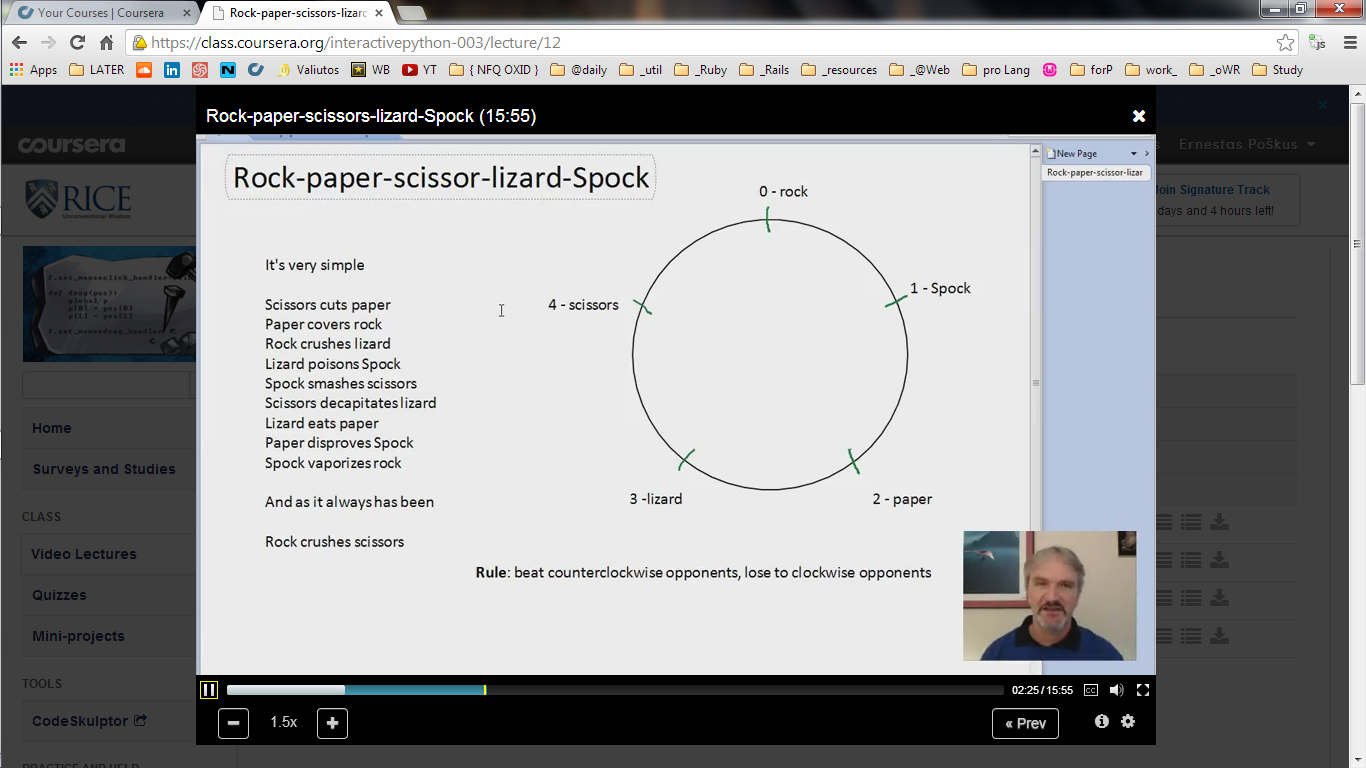 Your Courses | Coursera
Rock-paper-scissors-lizard
https://class.coursera.org/interactivepython-003/lecture/12
js
Apps LATER Valiutos WB YT { NFQ OXID } @daily _util _Ruby _Rails _resources _@Web pro Lang forP work_ _oWR Study
Rock-paper-scissors-lizard-Spock (15:55)
coursera
Ernestas Poškus
RICE
Unconventional Wisdom
Join Signature Track
days and 4 hours left!
New Page
Rock-paper-scissor-lizar
Rock-paper-scissor-lizard-Spock
0 - rock
It's very simple
1 - Spock
Scissors cuts paper
4 - scissors
Paper covers rock
Rock crushes lizard
Lizard poisons Spock
Spock smashes scissors
Scissors decapitates lizard
Lizard eats paper
Paper disproves Spock
Spock vaporizes rock
3 -lizard
2 - paper
And as it always has been
Rock crushes scissors
Rule: beat counterclockwise opponents, lose to clockwise opponents
Home
Surveys and Studies
CLASS
Video Lectures
Quizzes
Mini-projects
TOOLS
CodeSkulptor
PRACTICE AND HELP
02:25 / 15:55
CC
1.5x
« Prev